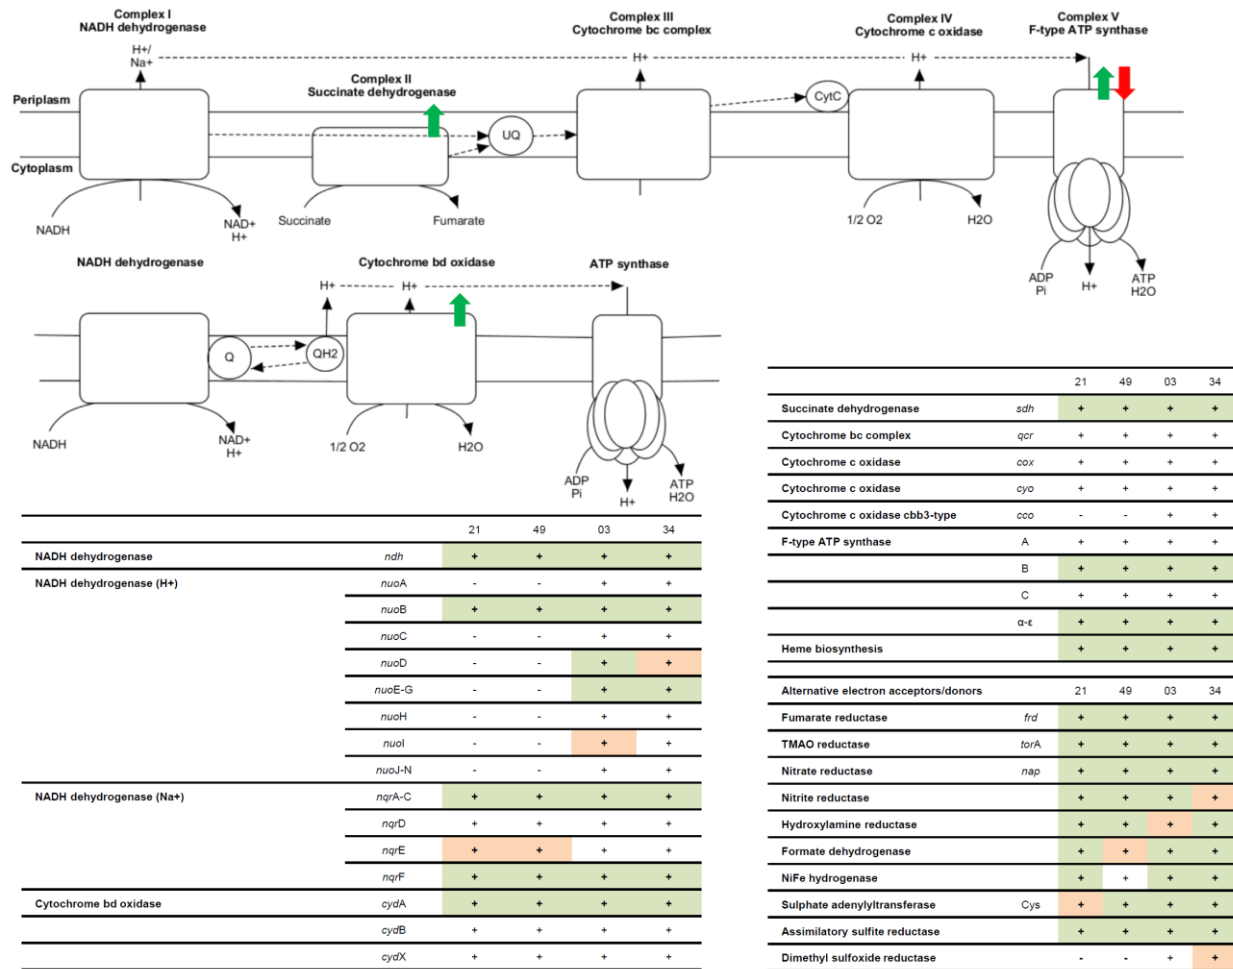 Complex I
NADH dehydrogenase
Complex III
Cytochrome bc complex
Complex IV
Cytochrome c oxidase
Complex V
F-type ATP synthase
H+/
Na+
H+
H+
Complex II
Succinate dehydrogenase
Periplasm
CytC
UQ
Cytoplasm
NADH
NAD+
H+
Succinate
Fumarate
1/2 O2
H2O
ADP
Pi
H+
ATP
H2O
NADH dehydrogenase
Cytochrome bd oxidase
ATP synthase
H+
H+
Q
QH2
NADH
NAD+
H+
1/2 O2
H2O
ADP
Pi
H+
ATP
H2O
21 49 03 34
NADH dehydrogenase ndh + + + +
NADH dehydrogenase (H+) nuoA - - + +
nuoB + + + +
nuoC - - + +
nuoD - - + +
nuoE-G - - + +
nuoH - - + +
nuoI - - + +
nuoJ-N - - + +
NADH dehydrogenase (Na+) nqrA-C + + + +
nqrD + + + +
nqrE + + + +
nqrF + + + +
Cytochrome bd oxidase cydA + + + +
cydB + + + +
cydX + + + +
21 49 03 34
Succinate dehydrogenase sdh + + + +
Cytochrome bc complex qcr + + + +
Cytochrome c oxidase cox + + + +
Cytochrome c oxidase cyo + + + +
Cytochrome c oxidase cbb3-type cco - - + +
F-type ATP synthase A + + + +
B + + + +
C + + + +
α-ε + + + +
Heme biosynthesis + + + +
Alternative electron acceptors/donors 21 49 03 34
Fumarate reductase frd + + + +
TMAO reductase torA + + + +
Nitrate reductase nap + + + +
Nitrite reductase + + + +
Hydroxylamine reductase + + + +
Formate dehydrogenase + + + +
NiFe hydrogenase + + + +
Sulphate adenylyltransferase Cys + + + +
Assimilatory sulfite reductase + + + +
Dimethyl sulfoxide reductase - - + +